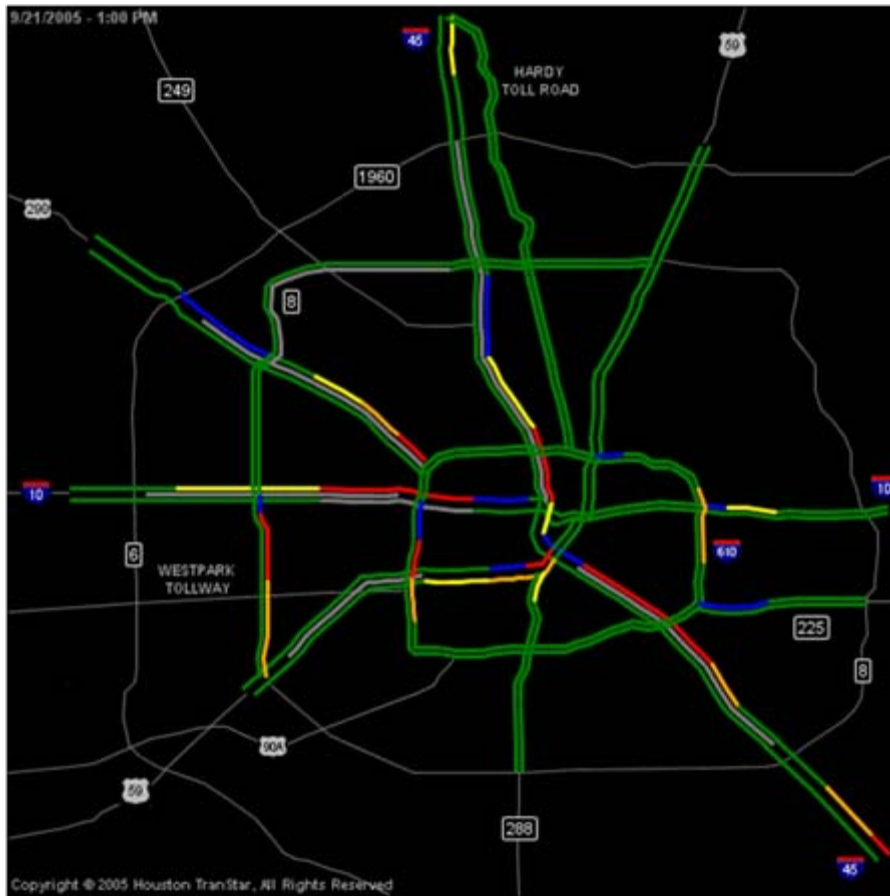 9/21/2005 - 1:00 PM
45
59
HARDY
TOLL ROAD
249
1960
290
8
10
10
6
610
WESTPARK
TOLLWAY
225
8
90A
59
288
45
Copyright © 2005 Houston TranStar, All Rights Reserved